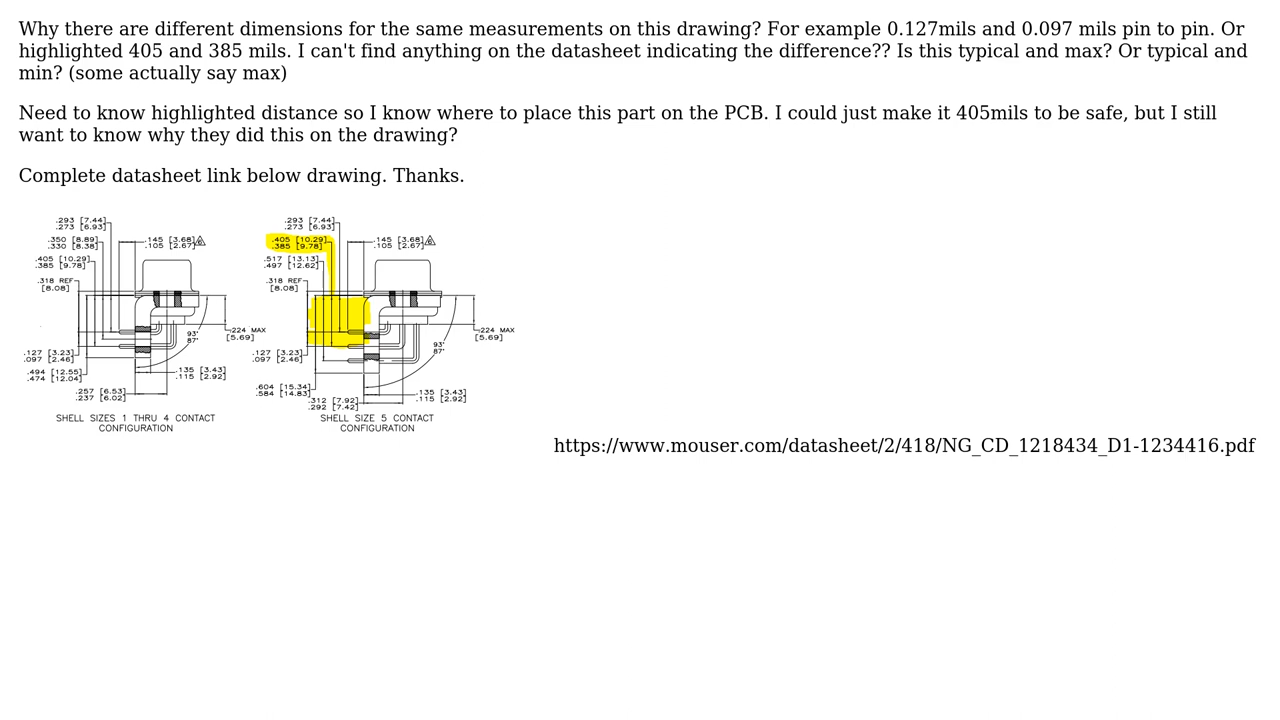 Why there are different dimensions for the same measurements on this drawing? For example 0.127mils and 0.097 mils pin to pin. Or
highlighted 405 and 385 mils. I can't find anything on the datasheet indicating the difference?? Is this typical and max? Or typical and
min? (some actually say max)
Need to know highlighted distance so I know where to place this part on the PCB. I could just make it 405mils to be safe, but I still
want to know why they did this on the drawing?
Complete datasheet link below drawing. Thanks.
.293 [7.44]
.273 [6.93]
.350 [8.89]
.330 [8.38]
.145 [3.68]
.105 [2.67]
.405 [10.29]
.385 [9.78]
.318 REF
[8.08]
.224 MAX
[5.69]
93°
87°
.127 [3.23]
.097 [2.46]
.494 [12.55]
.474 [12.04]
.135 [3.43]
.115 [2.92]
.257 [6.53]
.237 [6.02]
SHELL SIZES 1 THRU 4 CONTACT
CONFIGURATION
.293 [7.44]
.273 [6.93]
.405 [10.29]
.385 [9.78]
.145 [3.68]
.105 [2.67]
.517 [13.13]
.497 [12.62]
.318 REF
[8.08]
.224 MAX
[5.69]
93°
87°
.127 [3.23]
.097 [2.46]
.604 [15.34]
.584 [14.83]
.312 [7.92]
.292 [7.42]
.135 [3.43]
.115 [2.92]
SHELL SIZE 5 CONTACT
CONFIGURATION
https://www.mouser.com/datasheet/2/418/NG_CD_1218434_D1-1234416.pdf